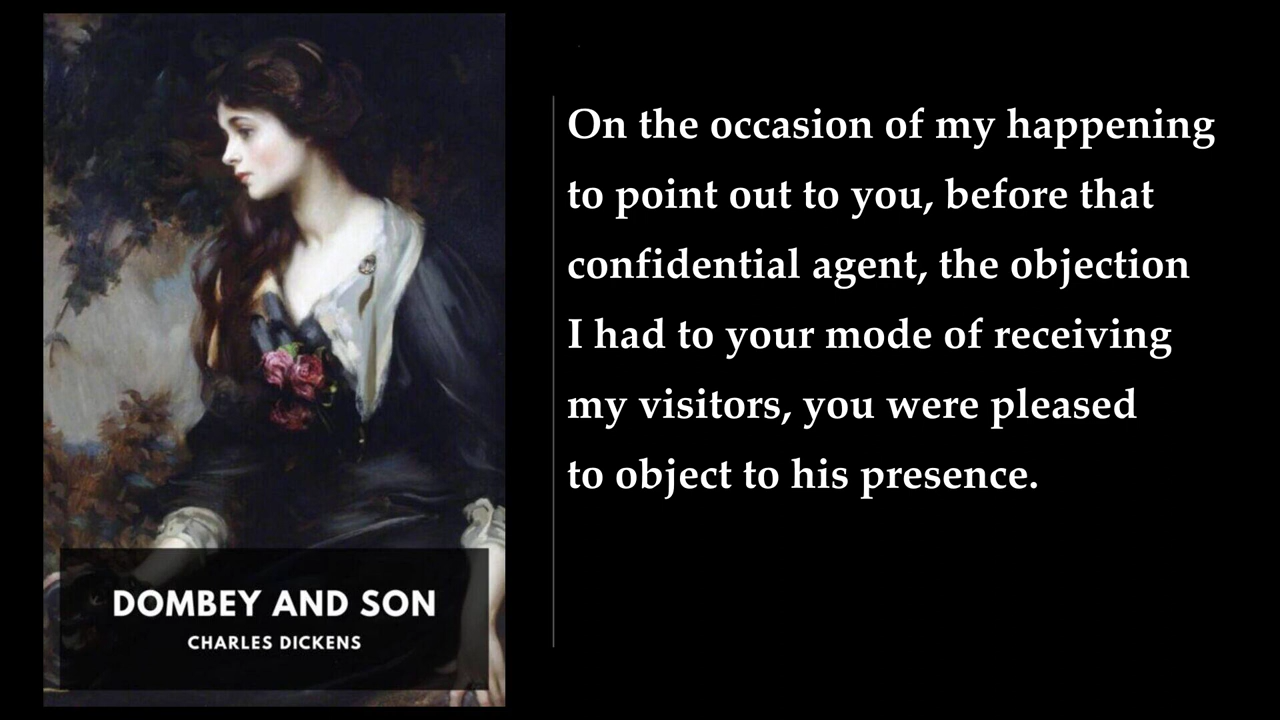 On the occasion of my happening
to point out to you, before that
confidential agent, the objection
I had to your mode of receiving
my visitors, you were pleased
to object to his presence.
DOMBEY AND SON
CHARLES DICKENS